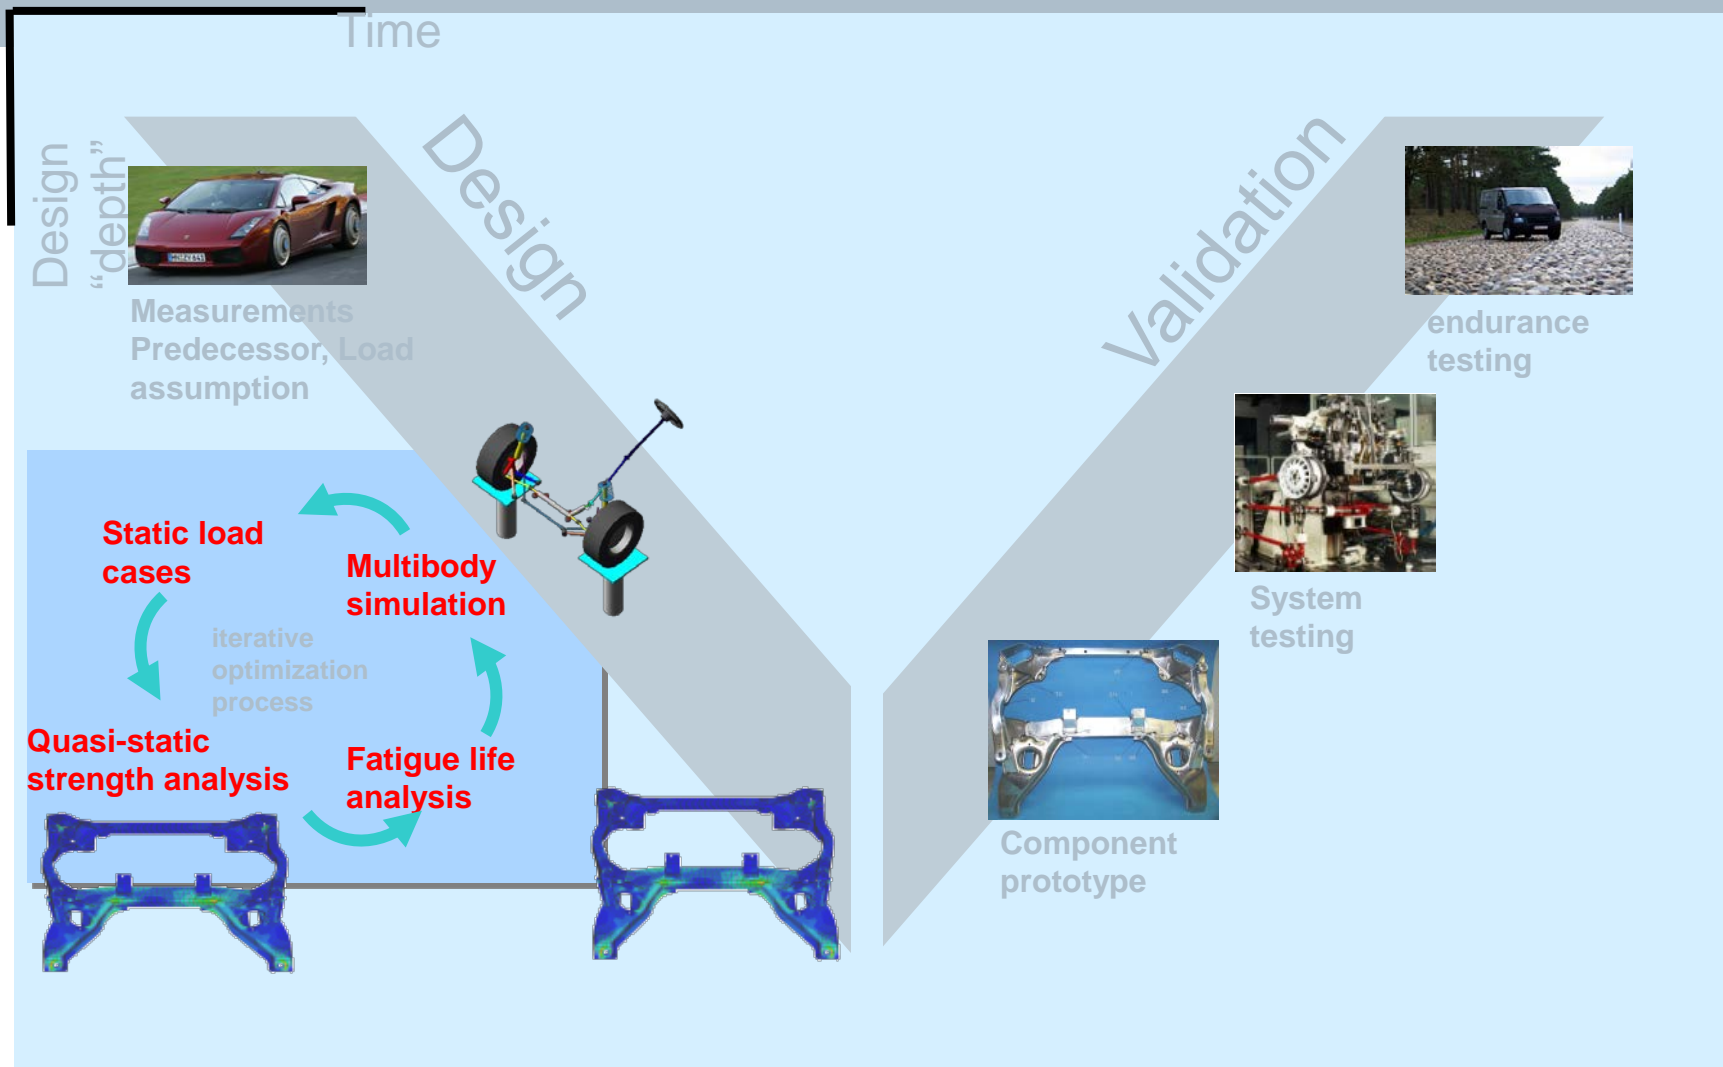 Time
Design
“depth”
Design
Validation
Measurements
Predecessor, Load
assumption
endurance
testing
Static load
cases
Multibody
simulation
iterative
optimization
process
Quasi-static
strength analysis
Fatigue life
analysis
System
testing
Component
prototype